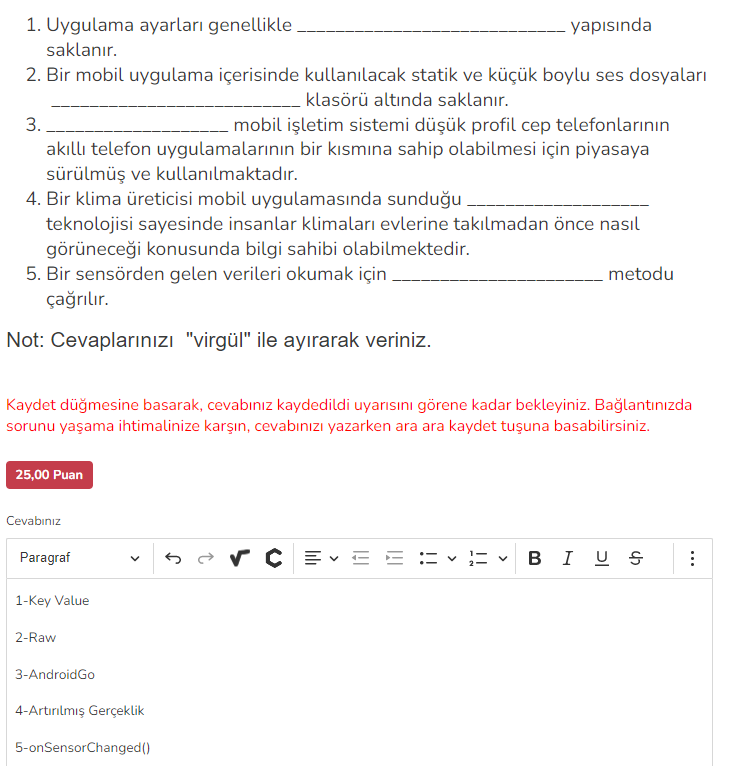 1. Uygulama ayarları genellikle ____________________________ yapısında
saklanır.
2. Bir mobil uygulama içerisinde kullanılacak statik ve küçük boylu ses dosyaları
__________________________ klasörü altında saklanır.
3. ___________________ mobil işletim sistemi düşük profil cep telefonlarının
akıllı telefon uygulamalarının bir kısmına sahip olabilmesi için piyasaya
sürülmüş ve kullanılmaktadır.
4. Bir klima üreticisi mobil uygulamasında sunduğu ___________________
teknolojisi sayesinde insanlar klimaları evlerine takılmadan önce nasıl
görüneceği konusunda bilgi sahibi olabilmektedir.
5. Bir sensörden gelen verileri okumak için ______________________ metodu
çağrılır.
Not: Cevaplarınızı "virgül" ile ayırarak veriniz.
Kaydet düğmesine basarak, cevabınız kaydedildi uyarısını görene kadar bekleyiniz. Bağlantınızda
sorunu yaşama ihtimalinize karşın, cevabınızı yazarken ara ara kaydet tuşuna basabilirsiniz.
25,00 Puan
Cevabınız
Paragraf B I U S
1-Key Value
2-Raw
3-AndroidGo
4-Artırılmış Gerçeklik
5-onSensorChanged()